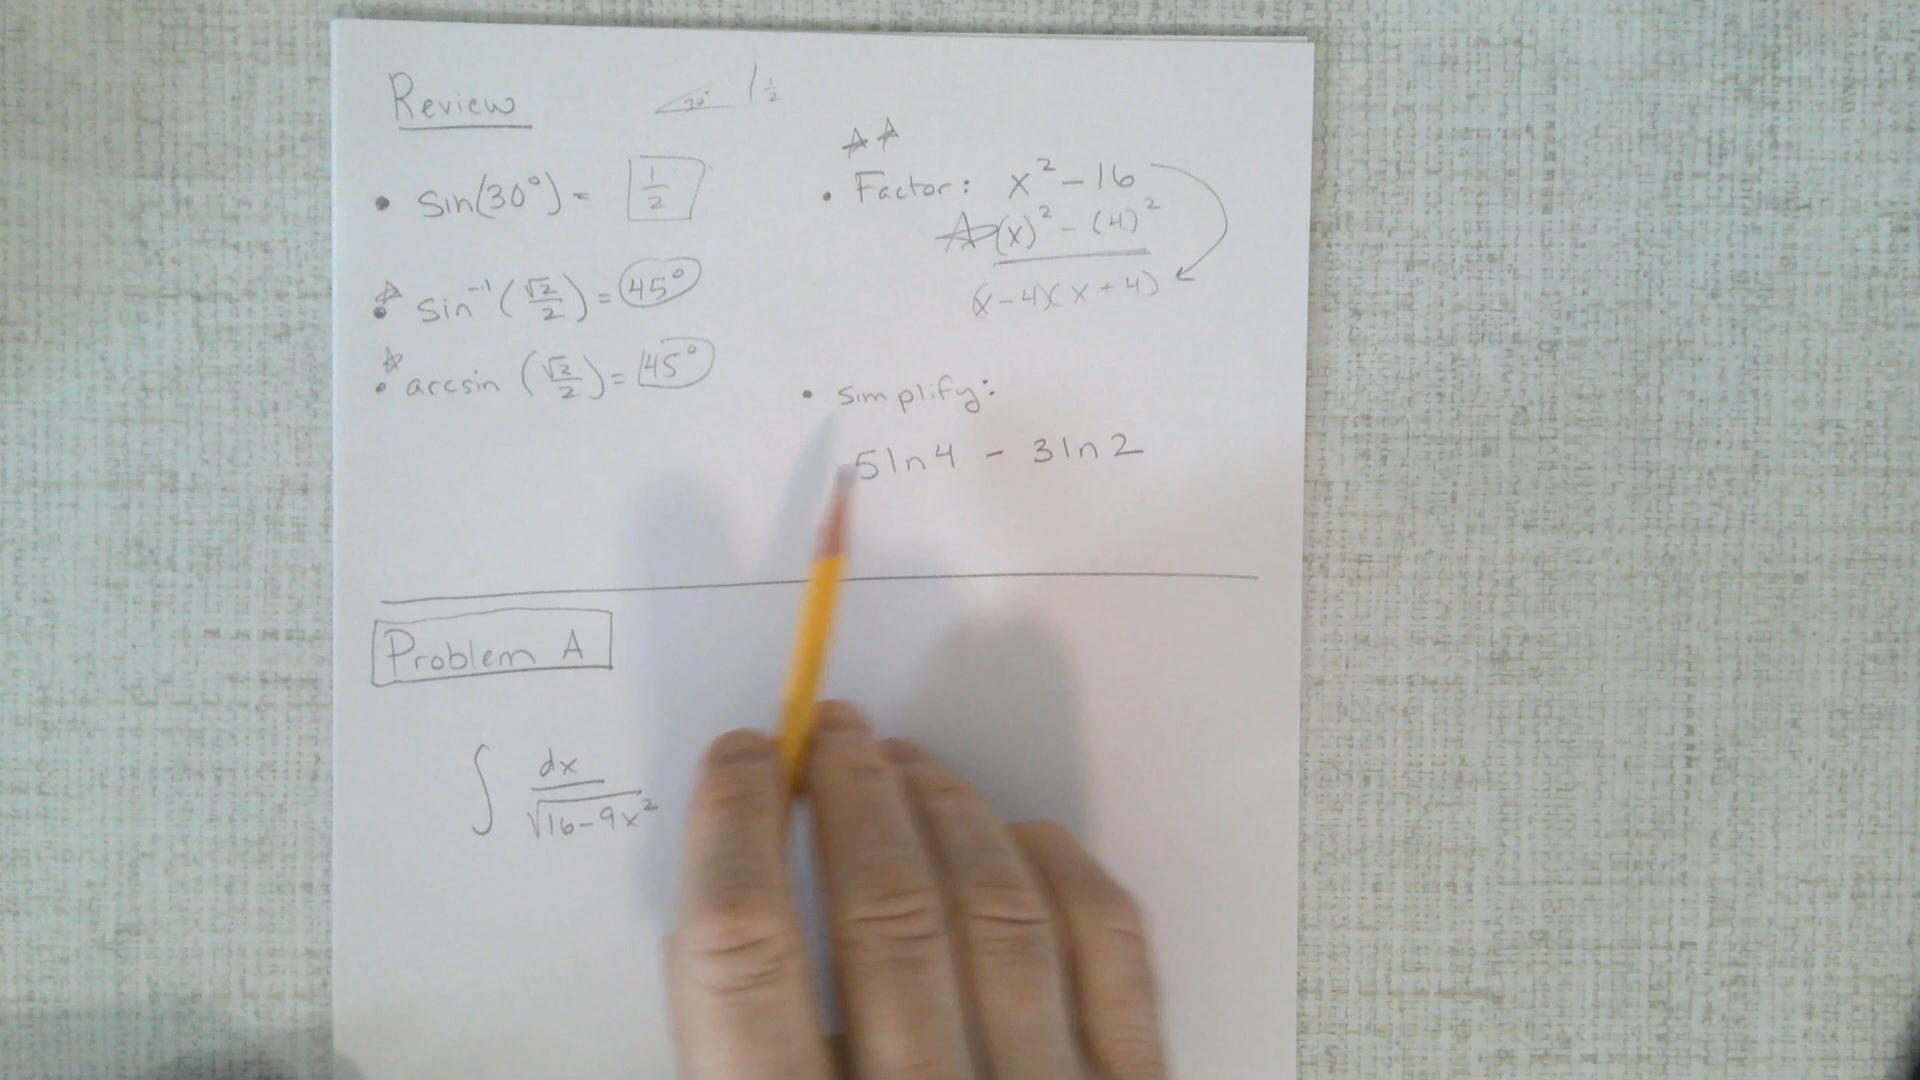 Review
30° 1/2
• Sin(30°) = 1/2
• Sin⁻¹(√2/2) = 45°
• arcsin (√2/2) = 45°
• Factor: x² - 16
(x)² - (4)²
(x-4)(x+4)
• Simplify:
5ln4 - 3ln2
Problem A
∫ dx/√16-9x²